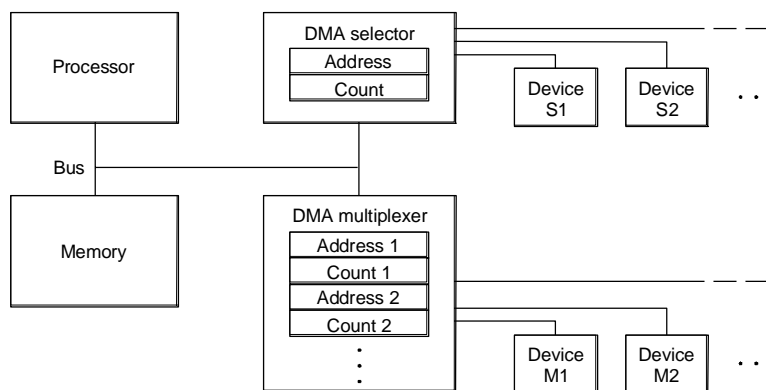 DMA selector
Processor
Address
Count
Device
S1
Device
S2
. .
Bus
DMA multiplexer
Memory
Address 1
Count 1
Address 2
Count 2
.
.
.
Device
M1
Device
M2
. .